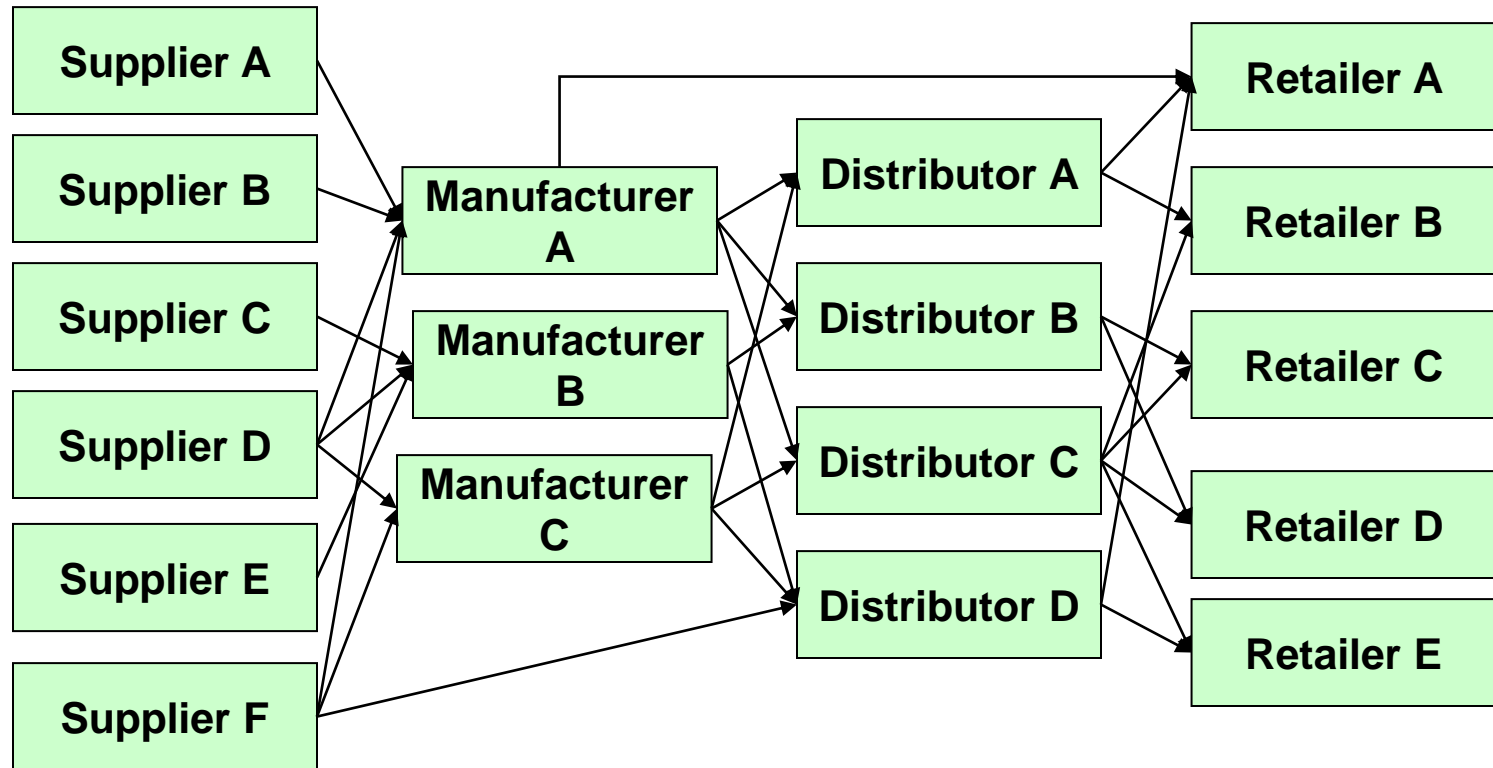 Supplier A
Supplier B
Supplier C
Supplier D
Supplier E
Supplier F
Manufacturer
A
Manufacturer
B
Manufacturer
C
Distributor A
Distributor B
Distributor C
Distributor D
Retailer A
Retailer B
Retailer C
Retailer D
Retailer E